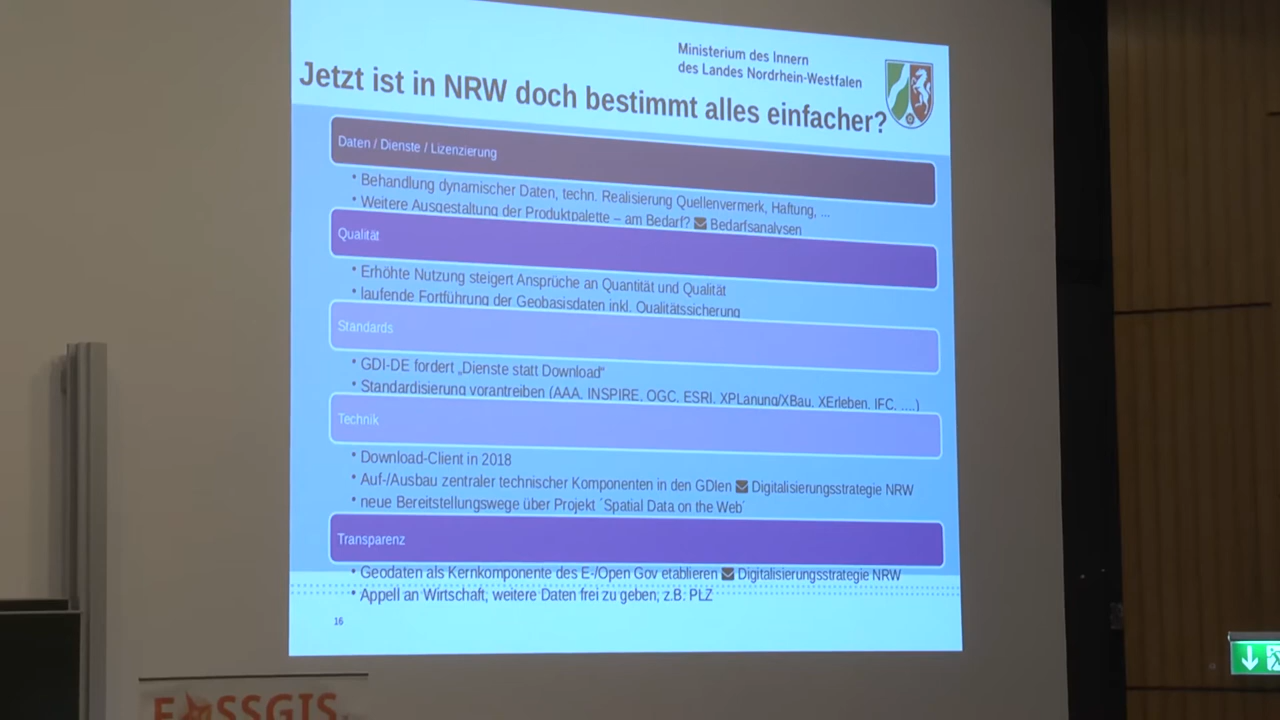 Ministerium des Innern
des Landes Nordrhein-Westfalen
Jetzt ist in NRW doch bestimmt alles einfacher?
Daten / Dienste / Lizenzierung
• Behandlung dynamischer Daten, techn. Realisierung Quellenvermerk, Haftung, ...
• Weitere Ausgestaltung der Produktpalette – am Bedarf? Bedarfsanalysen
Qualität
• Erhöhte Nutzung steigert Ansprüche an Quantität und Qualität
• laufende Fortführung der Geobasisdaten inkl. Qualitätssicherung
Standards
• GDI-DE fordert „Dienste statt Download“
• Standardisierung vorantreiben (AAA, INSPIRE, OGC, ESRI, XPLanung/XBau, XErleben, IFC, ....)
Technik
• Download-Client in 2018
• Auf-/Ausbau zentraler technischer Komponenten in den GDIen Digitalisierungsstrategie NRW
• neue Bereitstellungswege über Projekt ´Spatial Data on the Web´
Transparenz
• Geodaten als Kernkomponente des E-/Open Gov etablieren Digitalisierungsstrategie NRW
• Appell an Wirtschaft; weitere Daten frei zu geben; z.B: PLZ
16
FOSSGIS